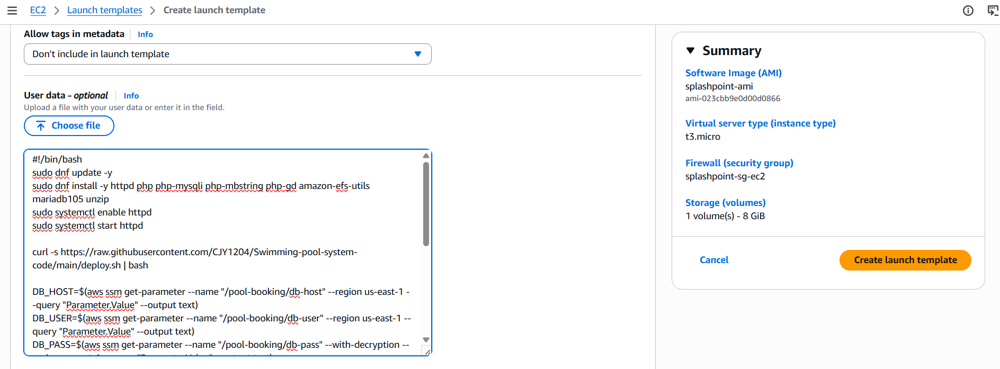 EC2 > Launch templates > Create launch template
Allow tags in metadata Info
Don't include in launch template
User data - optional Info
Upload a file with your user data or enter it in the field.
Choose file
#!/bin/bash
sudo dnf update -y
sudo dnf install -y httpd php php-mysqli php-mbstring php-gd amazon-efs-utils
mariadb105 unzip
sudo systemctl enable httpd
sudo systemctl start httpd
curl -s https://raw.githubusercontent.com/CJY1204/Swimming-pool-system-
code/main/deploy.sh | bash
DB_HOST=$(aws ssm get-parameter --name "/pool-booking/db-host" --region us-east-1 -
-query "Parameter.Value" --output text)
DB_USER=$(aws ssm get-parameter --name "/pool-booking/db-user" --region us-east-1 --
query "Parameter.Value" --output text)
DB_PASS=$(aws ssm get-parameter --name "/pool-booking/db-pass" --with-decryption --
Summary
Software Image (AMI)
splashpoint-ami
ami-023cbb9e0d00d0866
Virtual server type (instance type)
t3.micro
Firewall (security group)
splashpoint-sg-ec2
Storage (volumes)
1 volume(s) - 8 GiB
Cancel
Create launch template